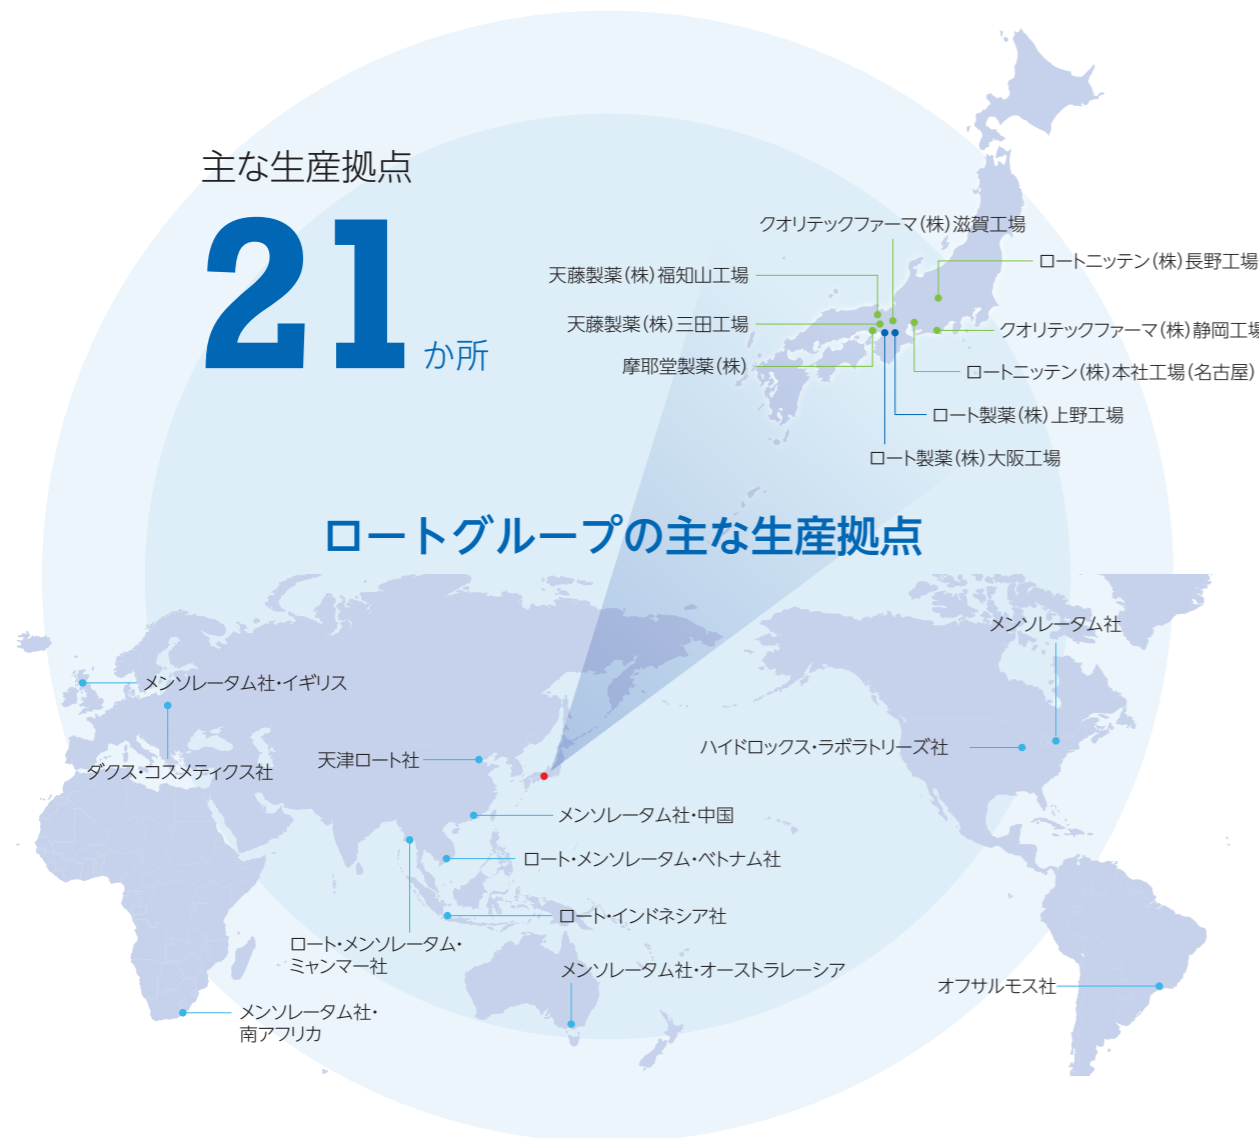 主な生産拠点
21か所
クオリテックファーマ(株)滋賀工場
ロートニッテン(株)長野工場
天藤製薬(株)福知山工場
天藤製薬(株)三田工場
クオリテックファーマ(株)静岡工場
摩耶堂製薬(株)
ロートニッテン(株)本社工場(名古屋)
ロート製薬(株)上野工場
ロート製薬(株)大阪工場
ロートグループの主な生産拠点
メンソレータム社
メンソレータム社・イギリス
ハイドロックス・ラボラトリーズ社
天津ロート社
ダクス・コスメティクス社
メンソレータム社・中国
ロート・メンソレータム・ベトナム社
ロート・インドネシア社
ロート・メンソレータム・
ミャンマー社
メンソレータム社・オーストラレーシア
オフサルモス社
メンソレータム社・
南アフリカ